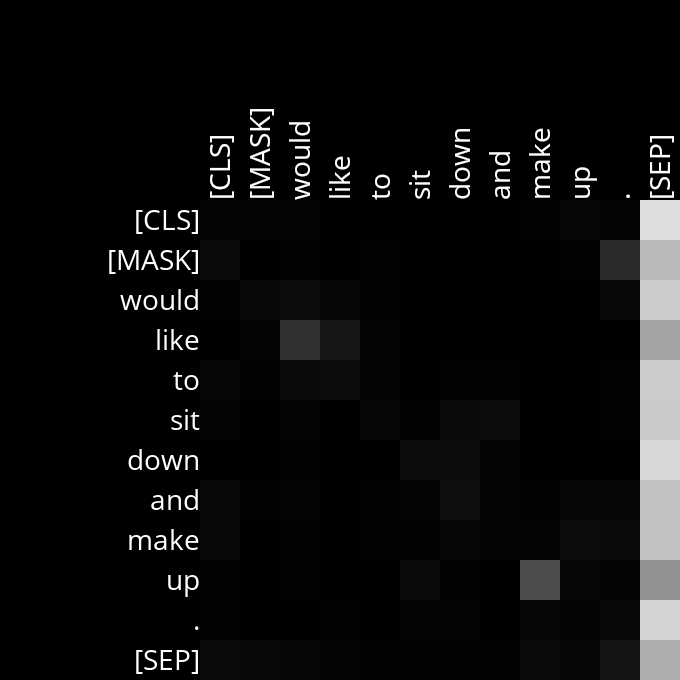 [CLS] [MASK] would like to sit down and make up . [SEP]
[CLS]
[MASK]
would
like
to
sit
down
and
make
up
.
[SEP]